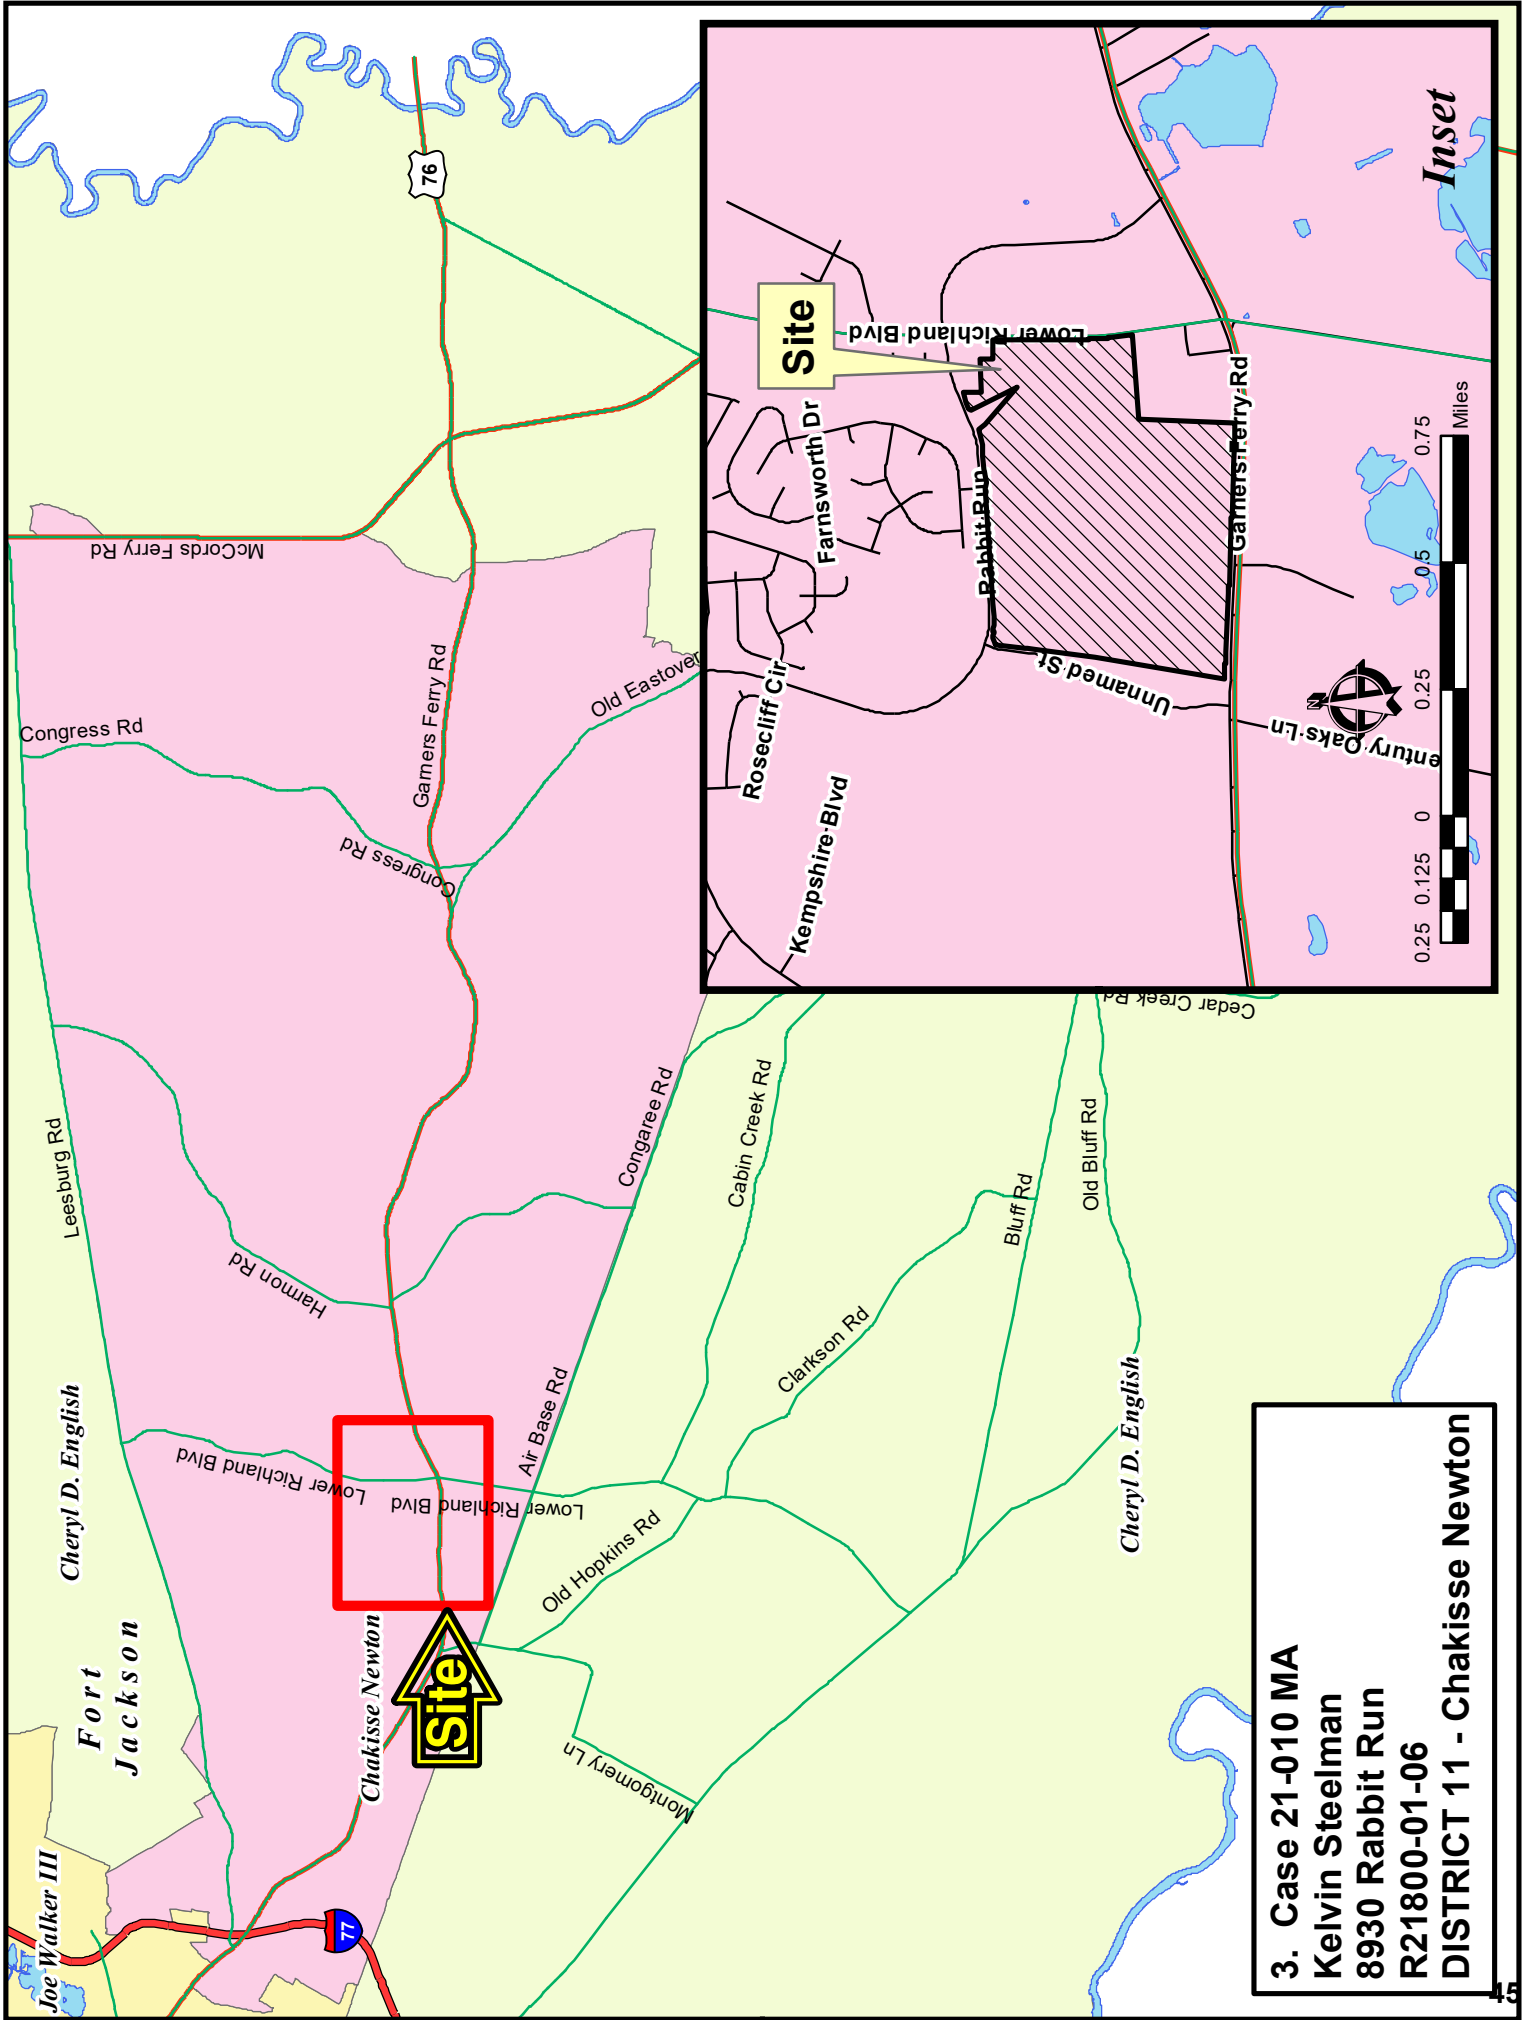 Joe Walker III
Fort
Jackson
Cheryl D. English
Leesburg Rd
Congress Rd
McCords Ferry Rd
Lower Richland Blvd
Harmon Rd
Congress Rd
Garners Ferry Rd
76
77
Chakisse Newton
Site
Lower Richland Blvd
Air Base Rd
Congaree Rd
Old Eastover
Lower Richland Blvd
Old Hopkins Rd
Montgomery Ln
Cabin Creek Rd
Clarkson Rd
Bluff Rd
Old Bluff Rd
Cedar Creek Rd
Cheryl D. English
Site
Lower Richland Blvd
Farnsworth Dr
Rosecliff Cir
Kempshire Blvd
Rabbit Run
Unnamed St
Garners Ferry Rd
entury Oaks Ln
N
0.25 0.125 0 0.25 0.5 0.75
Miles
Inset
3. Case 21-010 MA
Kelvin Steelman
8930 Rabbit Run
R21800-01-06
DISTRICT 11 - Chakisse Newton
45